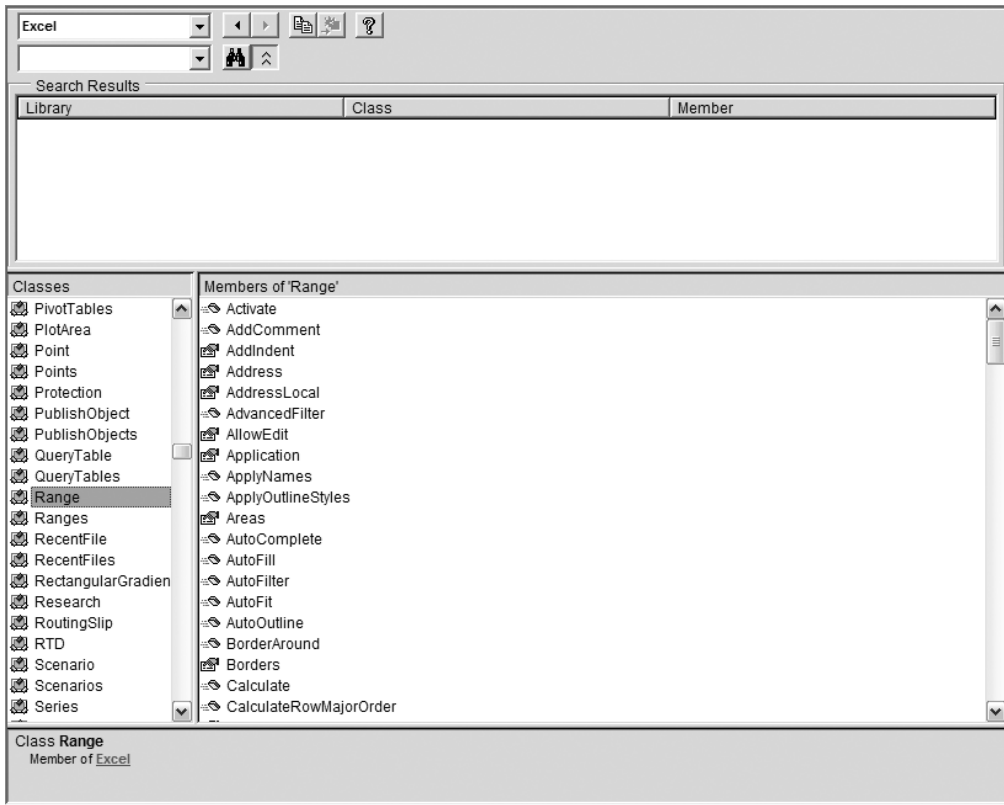 Excel
Search Results
Library Class Member
Classes
PivotTables
PlotArea
Point
Points
Protection
PublishObject
PublishObjects
QueryTable
QueryTables
Range
Ranges
RecentFile
RecentFiles
RectangularGradien
Research
RoutingSlip
RTD
Scenario
Scenarios
Series
Members of 'Range'
Activate
AddComment
AddIndent
Address
AddressLocal
AdvancedFilter
AllowEdit
Application
ApplyNames
ApplyOutlineStyles
Areas
AutoComplete
AutoFill
AutoFilter
AutoFit
AutoOutline
BorderAround
Borders
Calculate
CalculateRowMajorOrder
Class Range
Member of Excel